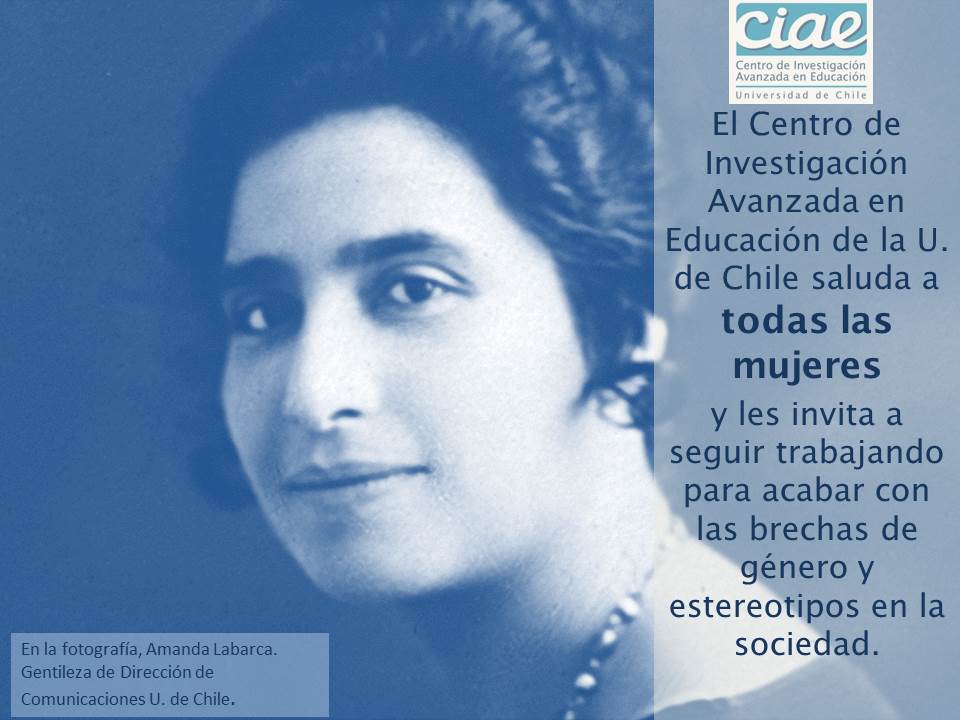 ciae
Centro de Investigación
Avanzada en Educación
Universidad de Chile
El Centro de
Investigación
Avanzada en
Educación de la U.
de Chile saluda a
todas las
mujeres
y les invita a
seguir trabajando
para acabar con
las brechas de
género y
estereotipos en la
sociedad.
En la fotografía, Amanda Labarca.
Gentileza de Dirección de
Comunicaciones U. de Chile.